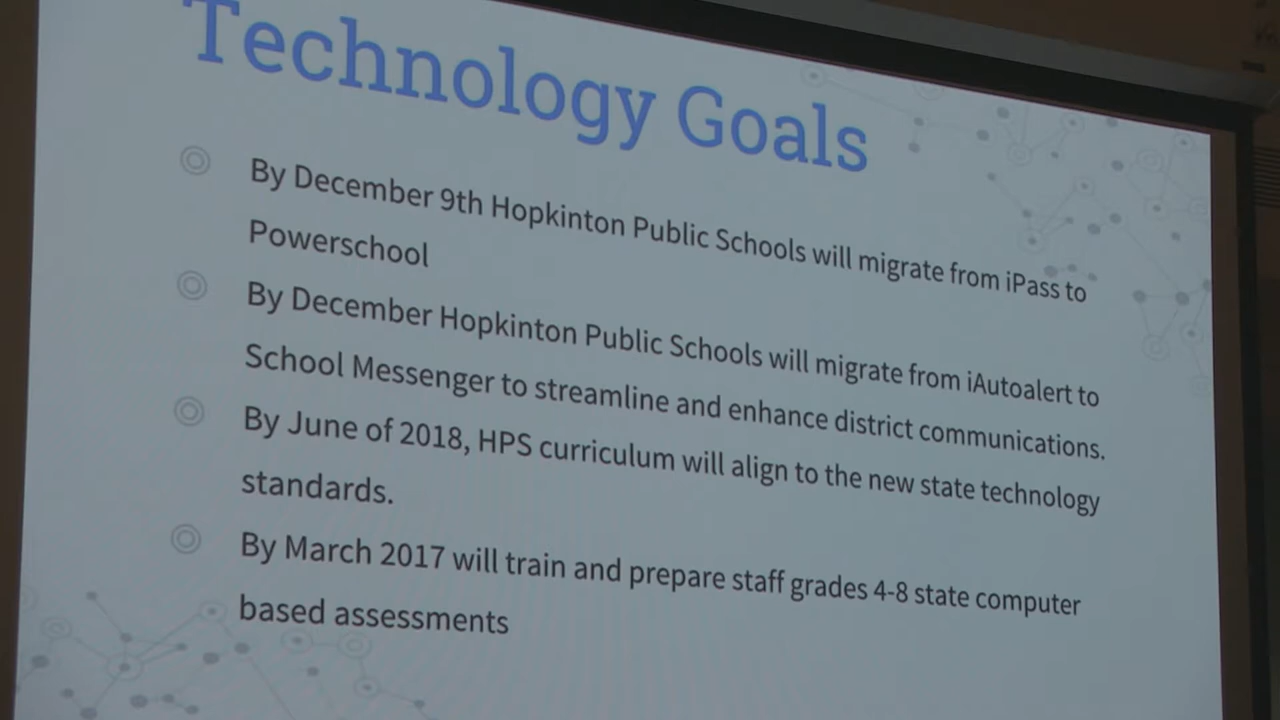 Technology Goals
By December 9th Hopkinton Public Schools will migrate from iPass to
Powerschool
By December Hopkinton Public Schools will migrate from iAutoalert to
School Messenger to streamline and enhance district communications.
By June of 2018, HPS curriculum will align to the new state technology
standards.
By March 2017 will train and prepare staff grades 4-8 state computer
based assessments